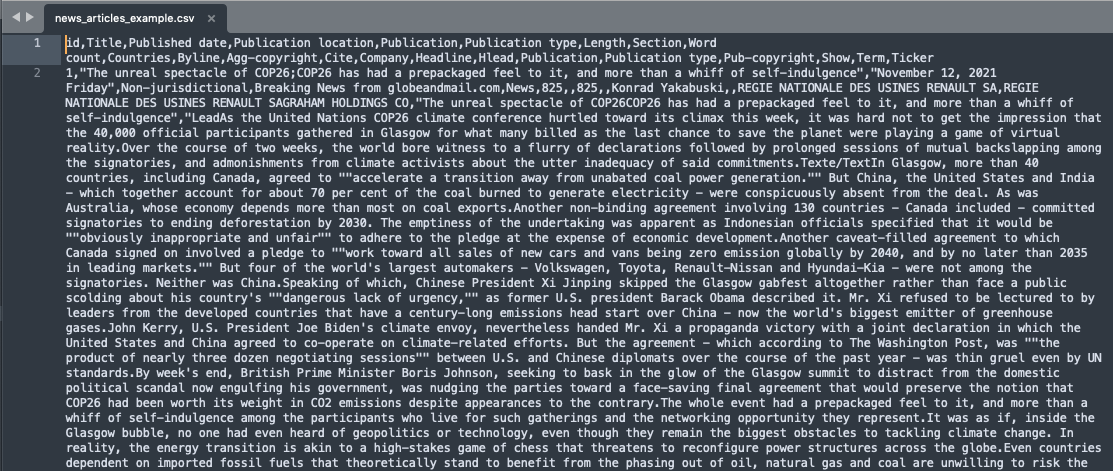 news_articles_example.csv
1 id,Title,Published date,Publication location,Publication,Publication type,Length,Section,Word
count,Countries,Byline,Agg-copyright,Cite,Company,Headline,Hlead,Publication,Publication type,Pub-copyright,Show,Term,Ticker
2 1,"The unreal spectacle of COP26;COP26 has had a prepackaged feel to it, and more than a whiff of self-indulgence","November 12, 2021
Friday",Non-jurisdictional,Breaking News from globeandmail.com,News,825,,825,,Konrad Yakabuski,,REGIE NATIONALE DES USINES RENAULT SA,REGIE
NATIONALE DES USINES RENAULT SAGRAHAM HOLDINGS CO,"The unreal spectacle of COP26COP26 has had a prepackaged feel to it, and more than a whiff of
self-indulgence","LeadAs the United Nations COP26 climate conference hurtled toward its climax this week, it was hard not to get the impression that
the 40,000 official participants gathered in Glasgow for what many billed as the last chance to save the planet were playing a game of virtual
reality.Over the course of two weeks, the world bore witness to a flurry of declarations followed by prolonged sessions of mutual backslapping among
the signatories, and admonishments from climate activists about the utter inadequacy of said commitments.Texte/TextIn Glasgow, more than 40
countries, including Canada, agreed to ""accelerate a transition away from unabated coal power generation."" But China, the United States and India
– which together account for about 70 per cent of the coal burned to generate electricity – were conspicuously absent from the deal. As was
Australia, whose economy depends more than most on coal exports.Another non-binding agreement involving 130 countries – Canada included – committed
signatories to ending deforestation by 2030. The emptiness of the undertaking was apparent as Indonesian officials specified that it would be
""obviously inappropriate and unfair"" to adhere to the pledge at the expense of economic development.Another caveat-filled agreement to which
Canada signed on involved a pledge to ""work toward all sales of new cars and vans being zero emission globally by 2040, and by no later than 2035
in leading markets."" But four of the world's largest automakers – Volkswagen, Toyota, Renault-Nissan and Hyundai-Kia – were not among the
signatories. Neither was China.Speaking of which, Chinese President Xi Jinping skipped the Glasgow gabfest altogether rather than face a public
scolding about his country's ""dangerous lack of urgency,"" as former U.S. president Barack Obama described it. Mr. Xi refused to be lectured to by
leaders from the developed countries that have a century-long emissions head start over China – now the world's biggest emitter of greenhouse
gases.John Kerry, U.S. President Joe Biden's climate envoy, nevertheless handed Mr. Xi a propaganda victory with a joint declaration in which the
United States and China agreed to co-operate on climate-related efforts. But the agreement – which according to The Washington Post, was ""the
product of nearly three dozen negotiating sessions"" between U.S. and Chinese diplomats over the course of the past year – was thin gruel even by UN
standards.By week's end, British Prime Minister Boris Johnson, seeking to bask in the glow of the Glasgow summit to distract from the domestic
political scandal now engulfing his government, was nudging the parties toward a face-saving final agreement that would preserve the notion that
COP26 had been worth its weight in CO2 emissions despite appearances to the contrary.The whole event had a prepackaged feel to it, and more than a
whiff of self-indulgence among the participants who live for such gatherings and the networking opportunity they represent.It was as if, inside the
Glasgow bubble, no one had even heard of geopolitics or technology, even though they remain the biggest obstacles to tackling climate change. In
reality, the energy transition is akin to a high-stakes game of chess that threatens to reconfigure power structures across the globe.Even countries
dependent on imported fossil fuels that theoretically stand to benefit from the phasing out of oil, natural gas and coal are unwilling to risk the